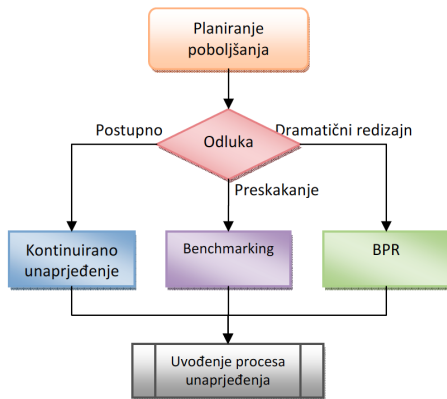 Planiranje
poboljšanja
Postupno
Odluka
Dramatični redizajn
Preskakanje
Kontinuirano
unaprjeđenje
Benchmarking
BPR
Uvođenje procesa
unaprjeđenja